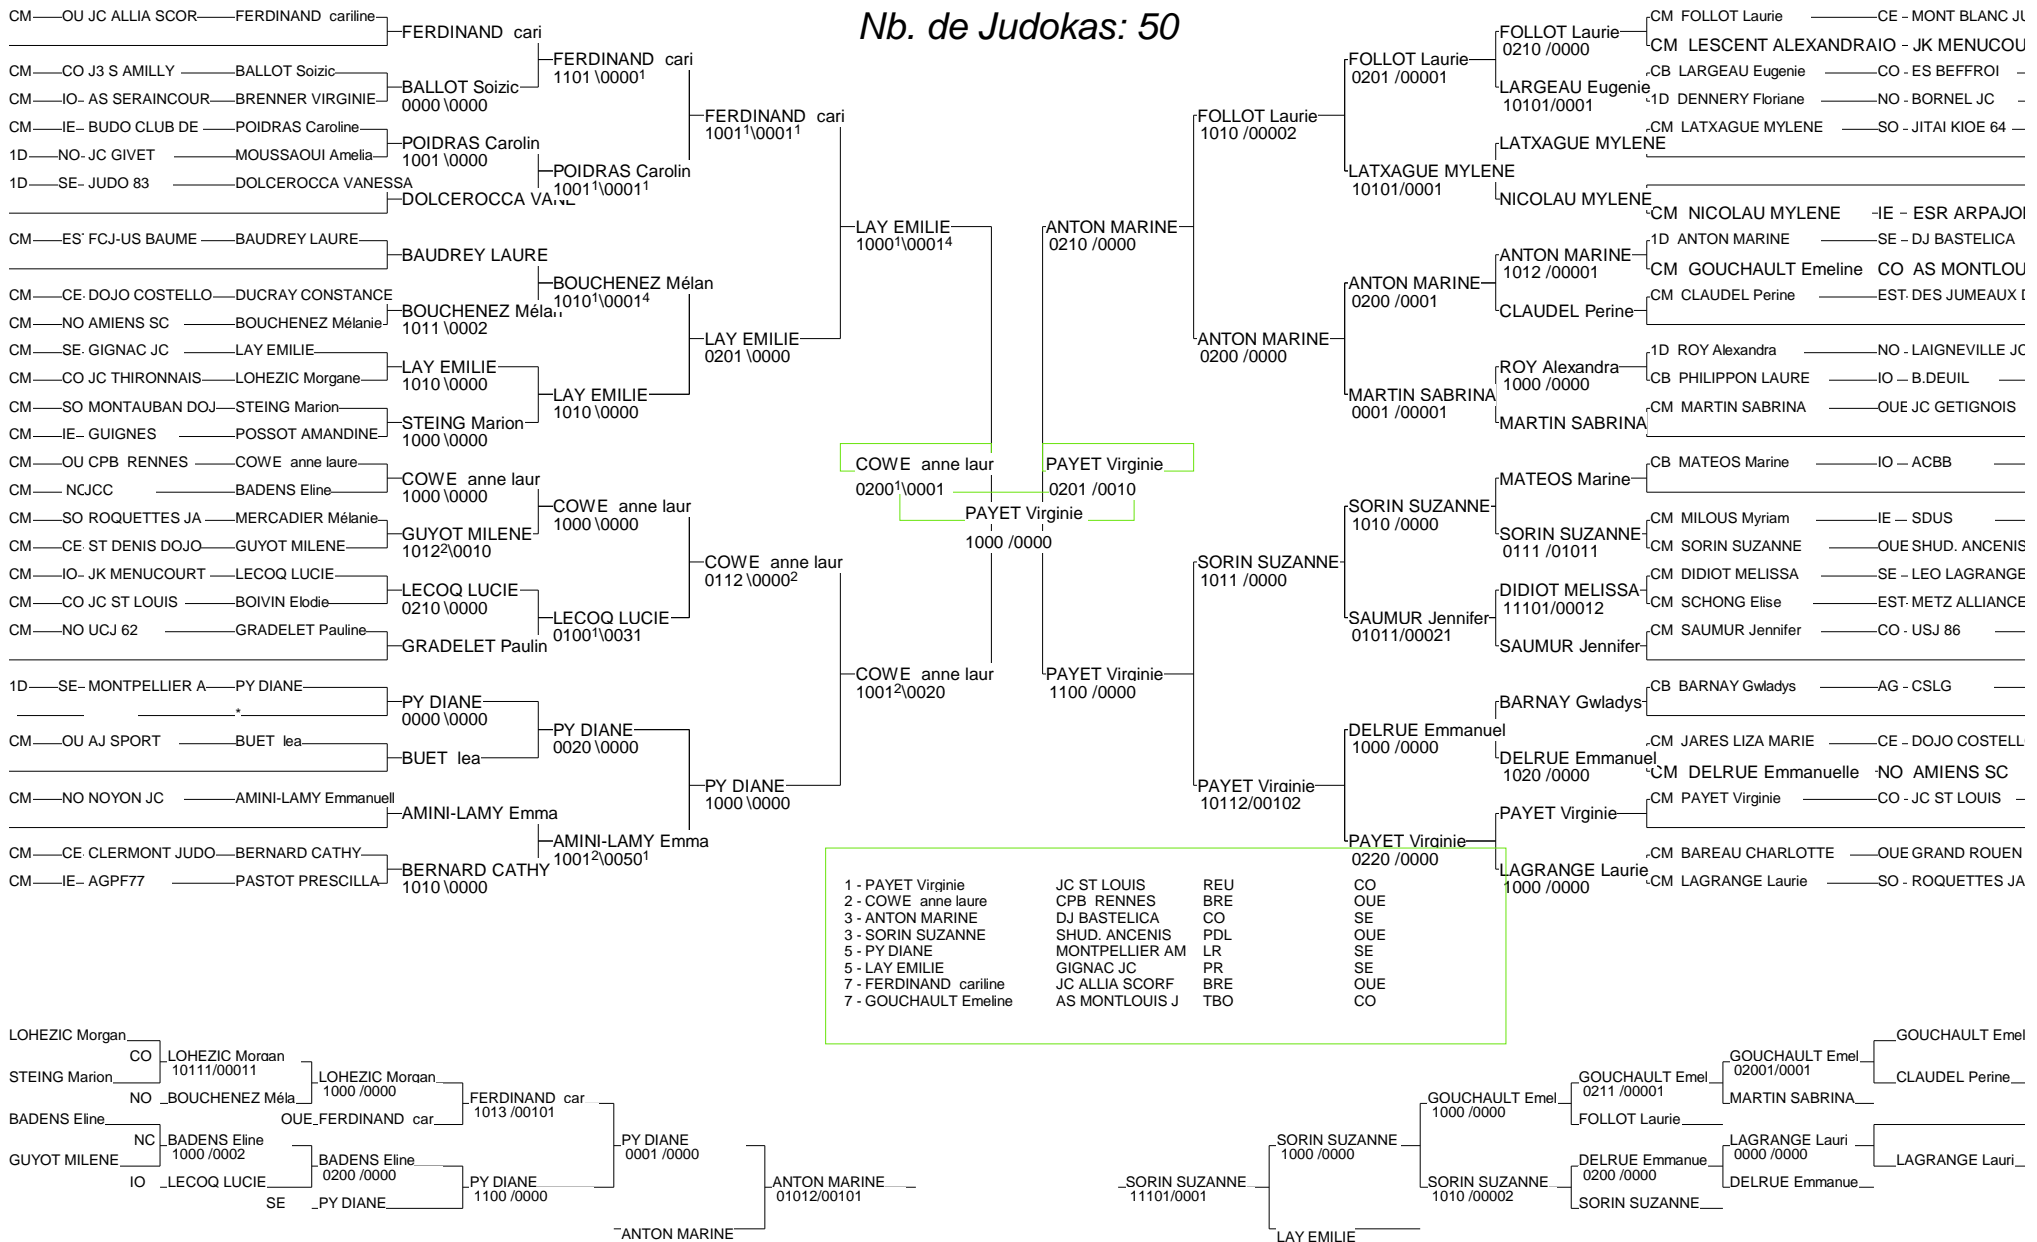 Nb. de Judokas: 50
CM OU JC ALLIA SCOR FERDINAND cariline
CM CO J3 S AMILLY BALLOT Soizic
CM IO- AS SERAINCOUR BRENNER VIRGINIE
CM IE- BUDO CLUB DE POIDRAS Caroline
1D NO- JC GIVET MOUSSAOUI Amelia
1D SE- JUDO 83 DOLCEROCCA VANESSA
CM ES FCJ-US BAUME BAUDREY LAURE
CM CE DOJO COSTELLO DUCRAY CONSTANCE
CM NO AMIENS SC BOUCHENEZ Mélanie
CM SE GIGNAC JC LAY EMILIE
CM CO JC THIRONNAIS LOHEZIC Morgane
CM SO MONTAUBAN DOJ STEING Marion
CM IE- GUIGNES POSSOT AMANDINE
CM OU CPB RENNES COWE anne laure
CM NCJCC BADENS Eline
CM SO ROQUETTES JA MERCADIER Mélanie
CM CE ST DENIS DOJO GUYOT MILENE
CM IO- JK MENUCOURT LECOQ LUCIE
CM CO JC ST LOUIS BOIVIN Elodie
CM NO UCJ 62 GRADELET Pauline
1D SE- MONTPELLIER A PY DIANE
*
CM OU AJ SPORT BUET lea
CM NO NOYON JC AMINI-LAMY Emmanuell
CM CE CLERMONT JUDO BERNARD CATHY
CM IE- AGPF77 PASTOT PRESCILLA
FERDINAND cari
BALLOT Soizic
0000 \0000
POIDRAS Carolin
1001 \0000
DOLCEROCCA VANE
BAUDREY LAURE
BOUCHENEZ Mélan
1011 \0002
LAY EMILIE
1010 \0000
STEING Marion
1000 \0000
COWE anne laur
1000 \0000
GUYOT MILENE
1012²\0010
LECOQ LUCIE
0210 \0000
GRADELET Paulin
PY DIANE
0000 \0000
BUET lea
AMINI-LAMY Emma
BERNARD CATHY
1010 \0000
FERDINAND cari
1101 \0000¹
POIDRAS Carolin
1001¹\0001¹
BOUCHENEZ Mélan
1010¹\0001⁴
LAY EMILIE
1010 \0000
COWE anne laur
1000 \0000
LECOQ LUCIE
0100¹\0031
PY DIANE
0020 \0000
AMINI-LAMY Emma
1001²\0050¹
FERDINAND cari
1001¹\0001¹
LAY EMILIE
0201 \0000
COWE anne laur
0112 \0000²
PY DIANE
1000 \0000
LAY EMILIE
1000¹\0001⁴
COWE anne laur
1001²\0020
COWE anne laur
0200¹\0001
PAYET Virginie
0201 /0010
PAYET Virginie
1000 /0000
ANTON MARINE
0210 /0000
PAYET Virginie
1100 /0000
FOLLOT Laurie
1010 /00002
ANTON MARINE
0200 /0000
SORIN SUZANNE
1011 /0000
PAYET Virginie
10112/00102
FOLLOT Laurie
0201 /00001
LATXAGUE MYLENE
10101/0001
ANTON MARINE
0200 /0001
MARTIN SABRINA
0001 /00001
SORIN SUZANNE
1010 /0000
SAUMUR Jennifer
01011/00021
DELRUE Emmanuel
1000 /0000
PAYET Virginie
0220 /0000
FOLLOT Laurie
0210 /0000
LARGEAU Eugenie
10101/0001
LATXAGUE MYLENE
NICOLAU MYLENE
ANTON MARINE
1012 /00001
CLAUDEL Perine
ROY Alexandra
1000 /0000
MARTIN SABRINA
MATEOS Marine
SORIN SUZANNE
0111 /01011
DIDIOT MELISSA
11101/00012
SAUMUR Jennifer
BARNAY Gwladys
DELRUE Emmanuel
1020 /0000
PAYET Virginie
LAGRANGE Laurie
1000 /0000
CM FOLLOT Laurie CE - MONT BLANC JU
CM LESCENT ALEXANDRAIO - JK MENUCOU
CB LARGEAU Eugenie CO - ES BEFFROI
1D DENNERY Floriane NO - BORNEL JC
CM LATXAGUE MYLENE SO - JITAI KIOE 64
CM NICOLAU MYLENE IE - ESR ARPAJO
1D ANTON MARINE SE - DJ BASTELICA
CM GOUCHAULT Emeline CO AS MONTLOU
CM CLAUDEL Perine EST DES JUMEAUX D
1D ROY Alexandra NO - LAIGNEVILLE JC
CB PHILIPPON LAURE IO - B.DEUIL
CM MARTIN SABRINA OUE JC GETIGNOIS
CB MATEOS Marine IO - ACBB
CM MILOUS Myriam IE - SDUS
CM SORIN SUZANNE OUE SHUD. ANCENIS
CM DIDIOT MELISSA SE - LEO LAGRANGE
CM SCHONG Elise EST METZ ALLIANCE
CM SAUMUR Jennifer CO - USJ 86
CB BARNAY Gwladys AG - CSLG
CM JARES LIZA MARIE CE - DOJO COSTELL
CM DELRUE Emmanuelle NO AMIENS SC
CM PAYET Virginie CO - JC ST LOUIS
CM BAREAU CHARLOTTE OUE GRAND ROUEN
CM LAGRANGE Laurie SO - ROQUETTES JA
1 - PAYET Virginie JC ST LOUIS REU CO
2 - COWE anne laure CPB RENNES BRE OUE
3 - ANTON MARINE DJ BASTELICA CO SE
3 - SORIN SUZANNE SHUD. ANCENIS PDL OUE
5 - PY DIANE MONTPELLIER AM LR SE
5 - LAY EMILIE GIGNAC JC PR SE
7 - FERDINAND cariline JC ALLIA SCORF BRE OUE
7 - GOUCHAULT Emeline AS MONTLOUIS J TBO CO
LOHEZIC Morgan
STEING Marion
BADENS Eline
GUYOT MILENE
CO LOHEZIC Morgan
10111/00011
NO BOUCHENEZ Méla
NC BADENS Eline
1000 /0002
IO LECOQ LUCIE
LOHEZIC Morgan
1000 /0000
OUE FERDINAND car
BADENS Eline
0200 /0000
SE PY DIANE
FERDINAND car
1013 /00101
PY DIANE
1100 /0000
PY DIANE
0001 /0000
ANTON MARINE
ANTON MARINE
01012/00101
SORIN SUZANNE
11101/0001
SORIN SUZANNE
1000 /0000
LAY EMILIE
GOUCHAULT Emel
1000 /0000
SORIN SUZANNE
1010 /00002
GOUCHAULT Emel
0211 /00001
FOLLOT Laurie
DELRUE Emmanue
0200 /0000
SORIN SUZANNE
GOUCHAULT Emel
02001/0001
MARTIN SABRINA
LAGRANGE Lauri
0000 /0000
DELRUE Emmanue
GOUCHAULT Emel
CLAUDEL Perine
LAGRANGE Lauri